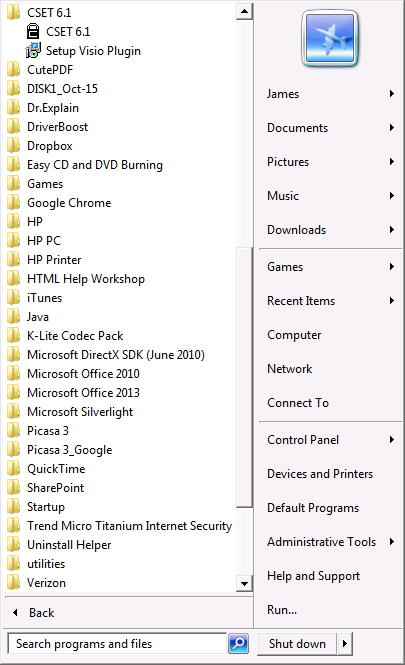 CSET 6.1
CSET 6.1
Setup Visio Plugin
CutePDF
DISK1_Oct-15
Dr.Explain
DriverBoost
Dropbox
Easy CD and DVD Burning
Games
Google Chrome
HP
HP PC
HP Printer
HTML Help Workshop
iTunes
Java
K-Lite Codec Pack
Microsoft DirectX SDK (June 2010)
Microsoft Office 2010
Microsoft Office 2013
Microsoft Silverlight
Picasa 3
Picasa 3_Google
QuickTime
SharePoint
Startup
Trend Micro Titanium Internet Security
Uninstall Helper
utilities
Verizon
Back
Search programs and files
James
Documents
Pictures
Music
Downloads
Games
Recent Items
Computer
Network
Connect To
Control Panel
Devices and Printers
Default Programs
Administrative Tools
Help and Support
Run...
Shut down